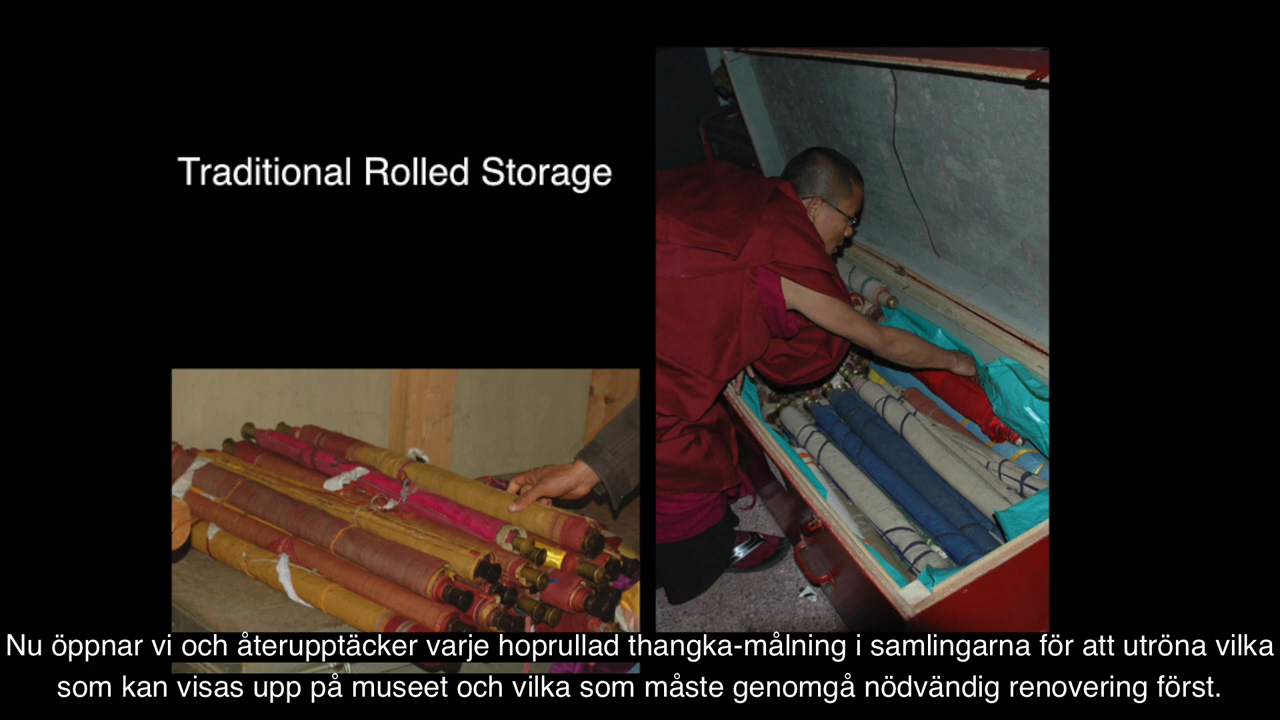 Traditional Rolled Storage
Nu öppnar vi och återupptäcker varje hoprullad thangka-målning i samlingarna för att utröna vilka
som kan visas upp på museet och vilka som måste genomgå nödvändig renovering först.